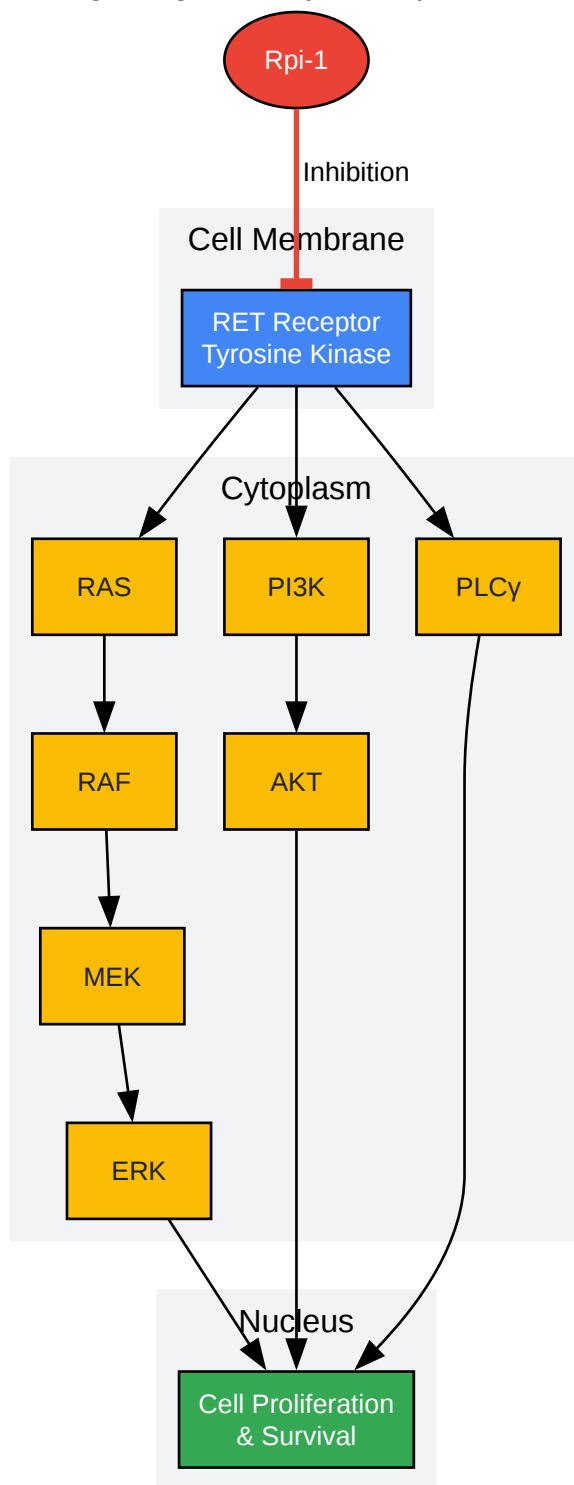 Rpi-1
Inhibition
Cell Membrane
RET Receptor
Tyrosine Kinase
Cytoplasm
RAS
PI3K
PLCγ
RAF
AKT
MEK
ERK
Nucleus
Cell Proliferation
& Survival